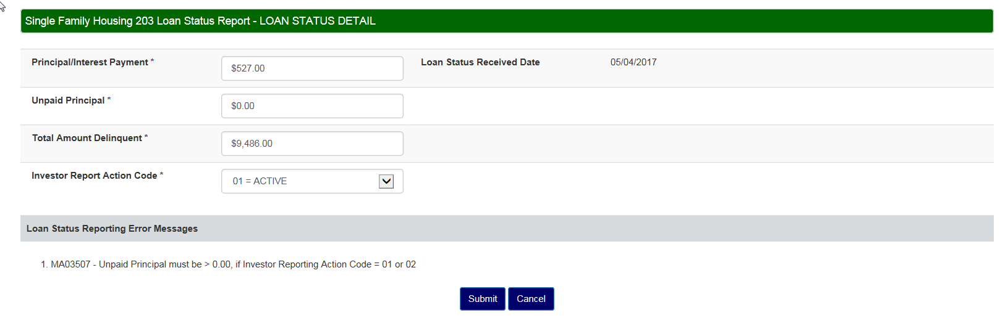 Single Family Housing 203 Loan Status Report - LOAN STATUS DETAIL
Principal/Interest Payment * $527.00 Loan Status Received Date 05/04/2017
Unpaid Principal * $0.00
Total Amount Delinquent * $9,486.00
Investor Report Action Code * 01 = ACTIVE
Loan Status Reporting Error Messages
1. MA03507 - Unpaid Principal must be > 0.00, if Investor Reporting Action Code = 01 or 02
Submit Cancel